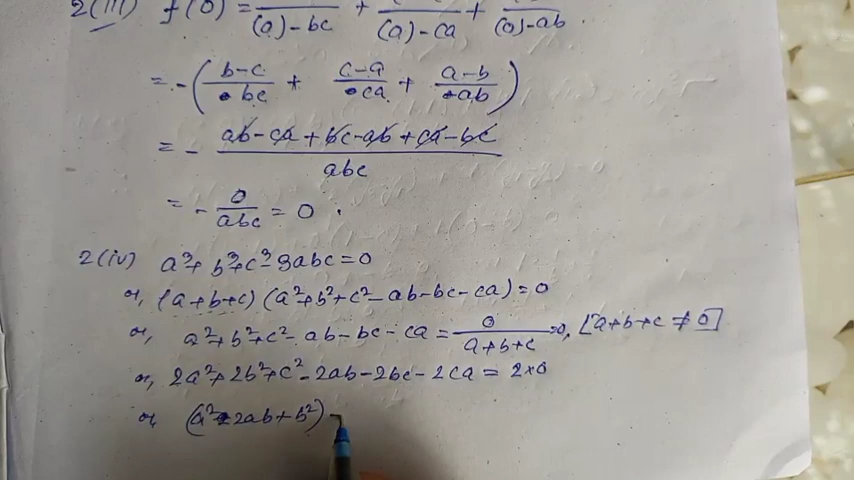 2(iii) f(0) = /(a)-bc + /(a)-ca + /(0)-ab.
= -(b-c/bc + c-a/ca + a-b/ab)
= - ab-ca+bc-ab+ca-bc/abc
= - 0/abc = 0.
2(iv) a³+b³+c³-3abc=0
or, (a+b+c)(a²+b²+c²-ab-bc-ca)=0
or, a²+b²+c²-ab-bc-ca = 0/a+b+c =0, [∵a+b+c≠0]
or, 2a²+2b²+c²-2ab-2bc-2ca = 2×0
or (a²-2ab+b²)